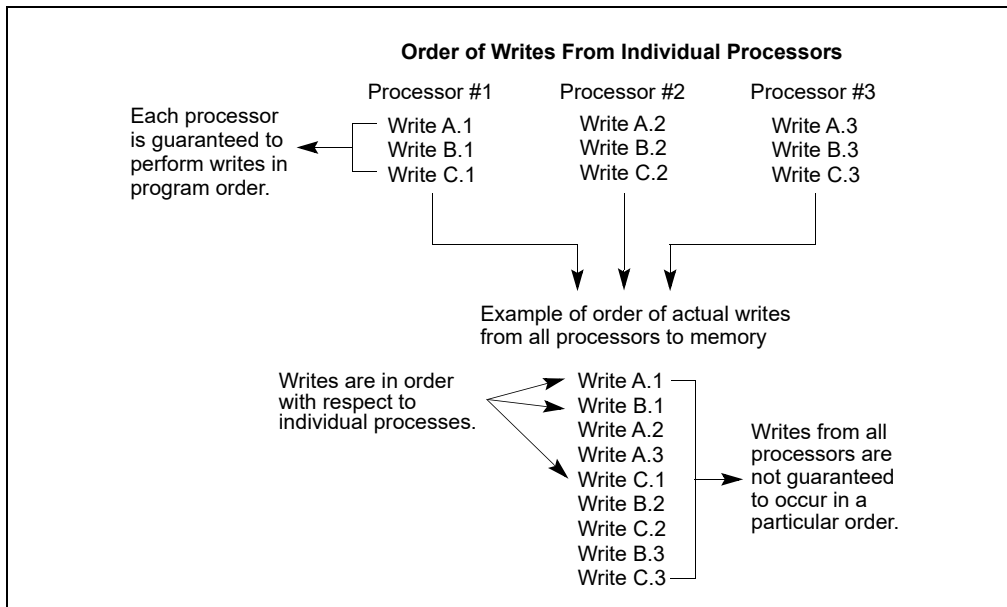 Order of Writes From Individual Processors
Processor #1
Processor #2
Processor #3
Each processor
is guaranteed to
perform writes in
program order.
Write A.1
Write B.1
Write C.1
Write A.2
Write B.2
Write C.2
Write A.3
Write B.3
Write C.3
Example of order of actual writes
from all processors to memory
Writes are in order
with respect to
individual processes.
Write A.1
Write B.1
Write A.2
Write A.3
Write C.1
Write B.2
Write C.2
Write B.3
Write C.3
Writes from all
processors are
not guaranteed
to occur in a
particular order.